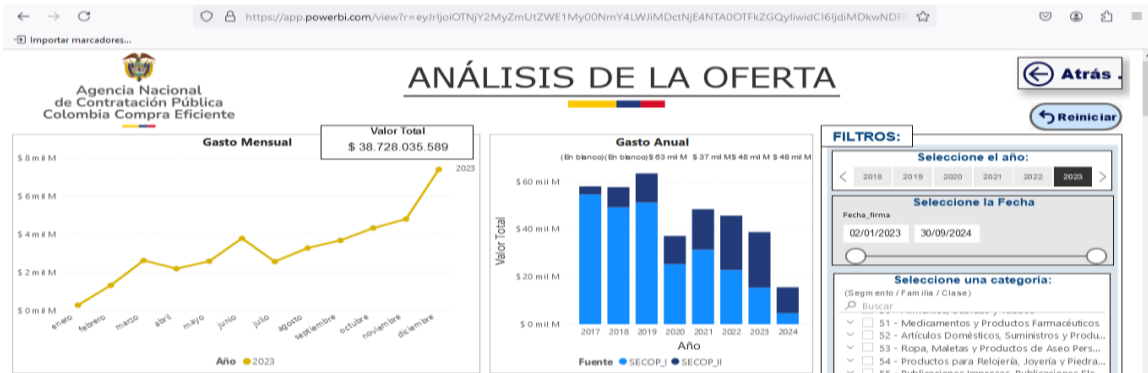 https://app.powerbi.com/view?r=
Importar marcadores...
Agencia Nacional
de Contratación Pública
Colombia Compra Eficiente
ANÁLISIS DE LA OFERTA
Atrás .
Reiniciar
Gasto Mensual
Valor Total
$ 38.728.035.589
2023
$ 8 mil M
$ 6 mil M
$ 4 mil M
$ 2 mil M
$ 0 mil M
enero febrero marzo abril mayo junio julio agosto septiembre octubre noviembre diciembre
Año 2023
Gasto Anual
(En blanco)(En blanco)$ 63 mil M $ 37 mil M$ 48 mil M $ 48 mil M
Valor Total
$ 60 mil M
$ 40 mil M
$ 20 mil M
$ 0 mil M
2017 2018 2019 2020 2021 2022 2023 2024
Año
Fuente SECOP_I SECOP_II
FILTROS:
Seleccione el año:
2018 2019 2020 2021 2022 2023
Seleccione la Fecha
Fecha_firma
02/01/2023 30/09/2024
Seleccione una categoria:
(Segmento / Familia / Clase)
Buscar
51 - Medicamentos y Productos Farmacéuticos
52 - Artículos Domésticos, Suministros y Produ...
53 - Ropa, Maletas y Productos de Aseo Pers...
54 - Productos para Relojería, Joyería y Piedra...